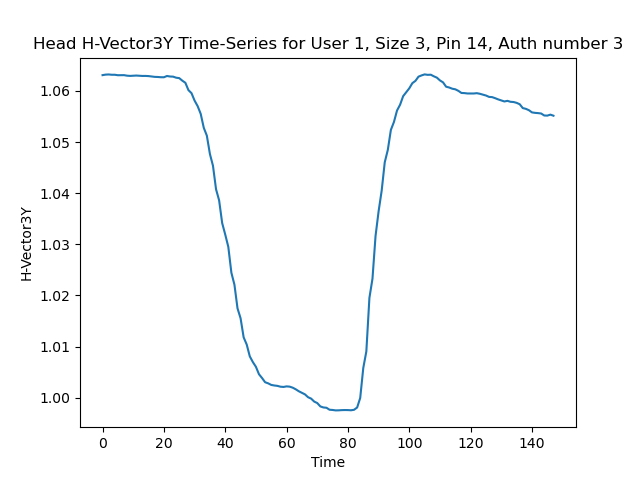 Head H-Vector3Y Time-Series for User 1, Size 3, Pin 14, Auth number 3
1.06
1.05
1.04
1.03
1.02
1.01
1.00
H-Vector3Y
0 20 40 60 80 100 120 140
Time